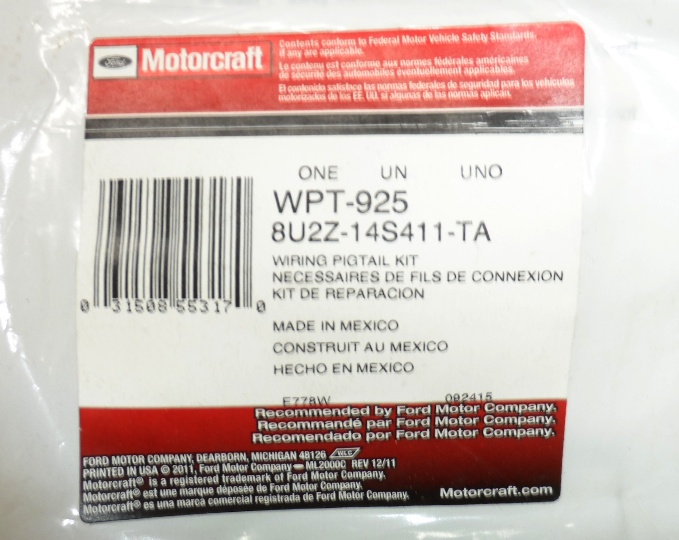 Ford Motorcraft
Contents conform to Federal Motor Vehicle Safety Standards,
if any are applicable.
Le contenu est conforme aux normes fédérales américaines
de sécurité des automobiles éventuellement applicables.
El contenido satisface las normas federales de seguridad para los vehículos
motorizados de los EE. UU. si algunas de las normas aplican.
ONE UN UNO
WPT-925
8U2Z-14S411-TA
WIRING PIGTAIL KIT
NECESSAIRES DE FILS DE CONNEXION
KIT DE REPARACION
0 31508 55317 0
MADE IN MEXICO
CONSTRUIT AU MEXICO
HECHO EN MEXICO
E778W 092415
Recommended by Ford Motor Company.
Recommandé par Ford Motor Company.
Recomendado por Ford Motor Company.
FORD MOTOR COMPANY, DEARBORN, MICHIGAN 48126 WLC
PRINTED IN USA © 2011, Ford Motor Company – ML2000C REV 12/11
Motorcraft® is a registered trademark of Ford Motor Company.
Motorcraft® est une marque déposée de Ford Motor Company.
Motorcraft® es una marca comercial registrada de Ford Motor Company.
Motorcraft.com